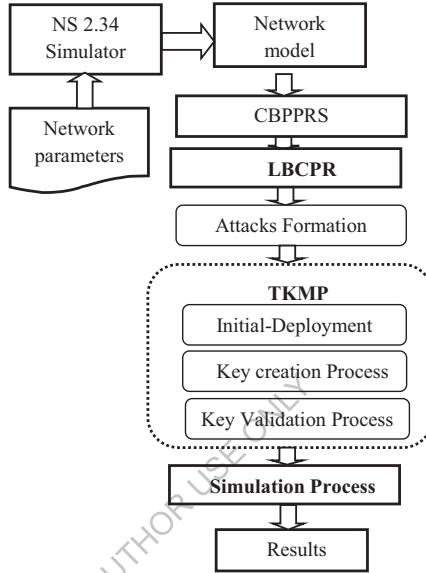 NS 2.34
Simulator
Network
model
Network
parameters
CBPPRS
LBCPR
Attacks Formation
TKMP
Initial-Deployment
Key creation Process
Key Validation Process
Simulation Process
Results
AUTHOR USE ONLY